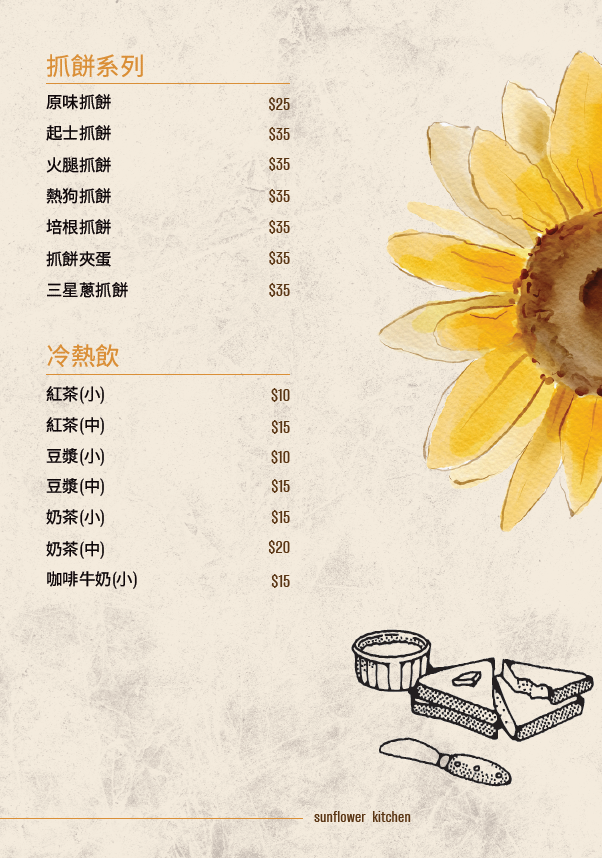 抓餅系列
原味抓餅 $25
起士抓餅 $35
火腿抓餅 $35
熱狗抓餅 $35
培根抓餅 $35
抓餅夾蛋 $35
三星蔥抓餅 $35
冷熱飲
紅茶(小) $10
紅茶(中) $15
豆漿(小) $10
豆漿(中) $15
奶茶(小) $15
奶茶(中) $20
咖啡牛奶(小) $15
sunflower kitchen